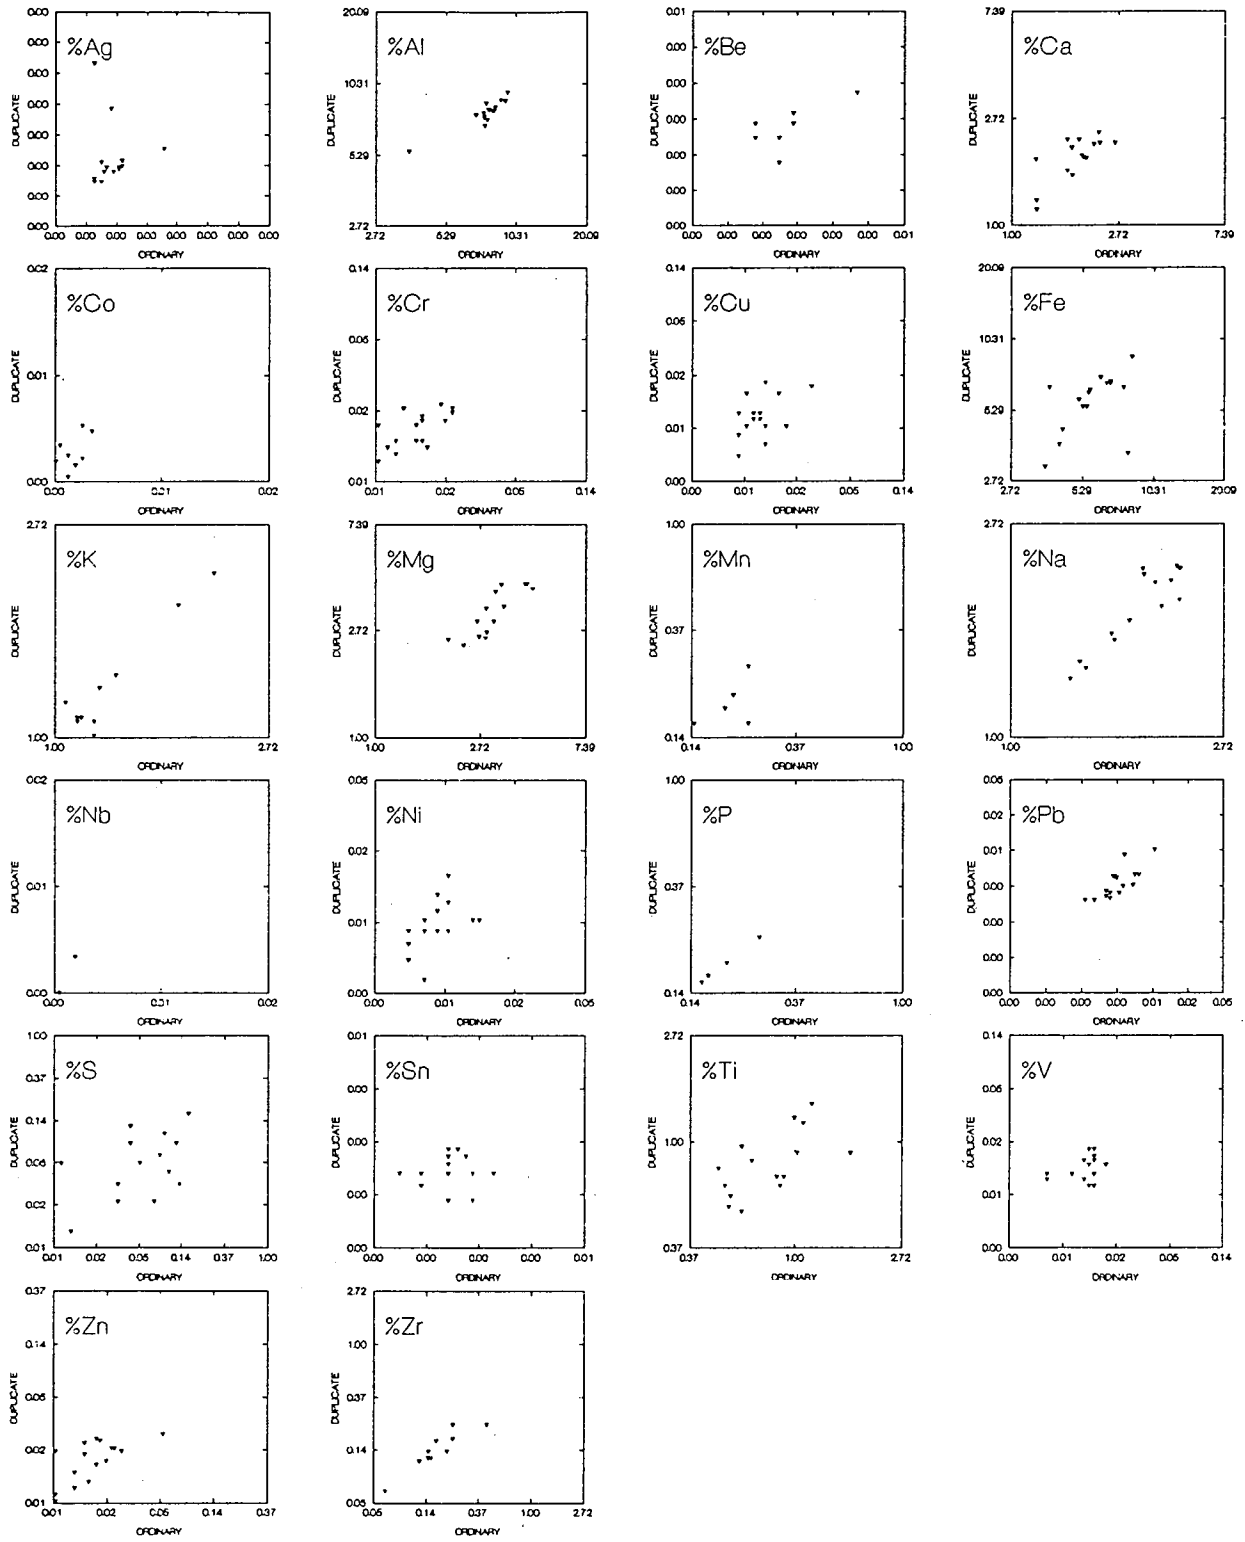 %Ag
0.00
0.00
0.00
0.00
0.00
0.00
0.00
0.00
DUPLICATE
0.00 0.00 0.00 0.00 0.00 0.00 0.00 0.00
ORDINARY
%Al
20.09
10.31
5.29
2.72
DUPLICATE
2.72 5.29 10.31 20.09
ORDINARY
%Be
0.01
0.00
0.00
0.00
0.00
0.00
0.00
DUPLICATE
0.00 0.00 0.00 0.00 0.00 0.00 0.01
ORDINARY
%Ca
7.39
2.72
1.00
DUPLICATE
1.00 2.72 7.39
ORDINARY
%Co
0.02
0.01
0.00
DUPLICATE
0.00 0.01 0.02
ORDINARY
%Cr
0.14
0.05
0.02
0.01
DUPLICATE
0.01 0.02 0.05 0.14
ORDINARY
%Cu
0.14
0.05
0.02
0.01
0.00
DUPLICATE
0.00 0.01 0.02 0.05 0.14
ORDINARY
%Fe
20.09
10.31
5.29
2.72
DUPLICATE
2.72 5.29 10.31 20.09
ORDINARY
%K
2.72
1.00
DUPLICATE
1.00 2.72
ORDINARY
%Mg
7.39
2.72
1.00
DUPLICATE
1.00 2.72 7.39
ORDINARY
%Mn
1.00
0.37
0.14
DUPLICATE
0.14 0.37 1.00
ORDINARY
%Na
2.72
1.00
DUPLICATE
1.00 2.72
ORDINARY
%Nb
0.02
0.01
0.00
DUPLICATE
0.00 0.01 0.02
ORDINARY
%Ni
0.05
0.02
0.01
0.00
DUPLICATE
0.00 0.01 0.02 0.05
ORDINARY
%P
1.00
0.37
0.14
DUPLICATE
0.14 0.37 1.00
ORDINARY
%Pb
0.05
0.02
0.01
0.00
0.00
0.00
0.00
DUPLICATE
0.00 0.00 0.00 0.00 0.01 0.02 0.05
ORDINARY
%S
1.00
0.37
0.14
0.05
0.02
0.01
DUPLICATE
0.01 0.02 0.05 0.14 0.37 1.00
ORDINARY
%Sn
0.01
0.00
0.00
0.00
0.00
DUPLICATE
0.00 0.00 0.00 0.01
ORDINARY
%Ti
2.72
1.00
0.37
DUPLICATE
0.37 1.00 2.72
ORDINARY
%V
0.14
0.05
0.02
0.01
0.00
DUPLICATE
0.00 0.01 0.02 0.05 0.14
ORDINARY
%Zn
0.37
0.14
0.05
0.02
0.01
DUPLICATE
0.01 0.02 0.05 0.14 0.37
ORDINARY
%Zr
2.72
1.00
0.37
0.14
0.05
DUPLICATE
0.05 0.14 0.37 1.00 2.72
ORDINARY